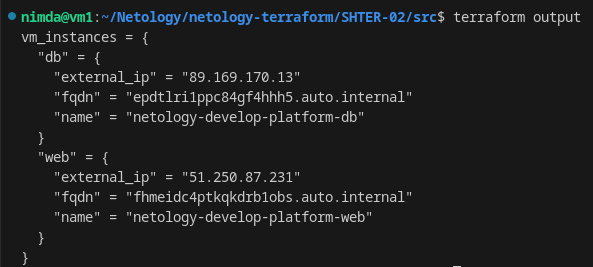 nimda@vm1:~/Netology/netology-terraform/SHTER-02/src$ terraform output
vm_instances = {
  "db" = {
    "external_ip" = "89.169.170.13"
    "fqdn" = "epdtlri1ppc84gf4hhh5.auto.internal"
    "name" = "netology-develop-platform-db"
  }
  "web" = {
    "external_ip" = "51.250.87.231"
    "fqdn" = "fhmeidc4ptkqkdrb1obs.auto.internal"
    "name" = "netology-develop-platform-web"
  }
}